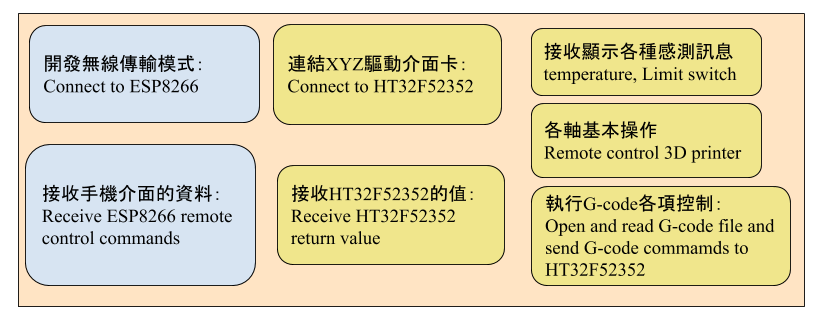 開發無線傳輸模式：
Connect to ESP8266
接收手機介面的資料：
Receive ESP8266 remote
control commands
連結XYZ驅動介面卡：
Connect to HT32F52352
接收HT32F52352的值：
Receive HT32F52352
return value
接收顯示各種感測訊息
temperature, Limit switch
各軸基本操作
Remote control 3D printer
執行G-code各項控制：
Open and read G-code file and
send G-code commamds to
HT32F52352